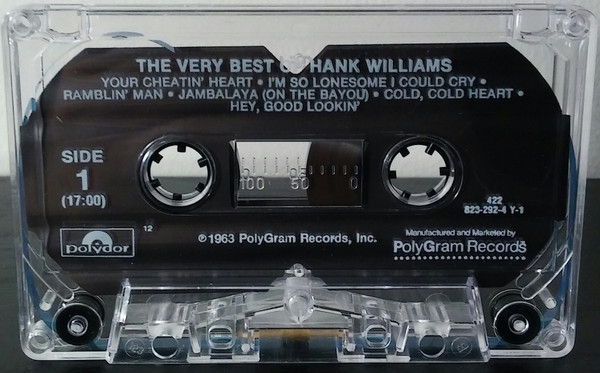 THE VERY BEST OF HANK WILLIAMS
YOUR CHEATIN' HEART • I'M SO LONESOME I COULD CRY •
RAMBLIN' MAN • JAMBALAYA (ON THE BAYOU) • COLD, COLD HEART •
HEY, GOOD LOOKIN'
SIDE
1
(17:00)
100 50 0
422
823-292-4 Y-1
polydor
12
℗1963 PolyGram Records, Inc.
Manufactured and Marketed by
PolyGram Records